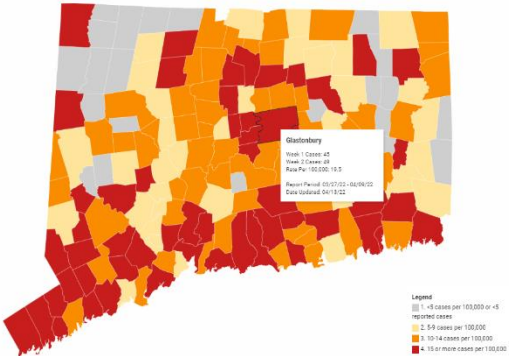 Glastonbury
Week 1 Cases: 45
Week 2 Cases: 49
Rate Per 100,000: 19.5
Report Period: 03/27/22 - 04/09/22
Date Updated: 04/13/22
Legend
1. <5 cases per 100,000 or <5
reported cases
2. 5-9 cases per 100,000
3. 10-14 cases per 100,000
4. 15 or more cases per 100,000